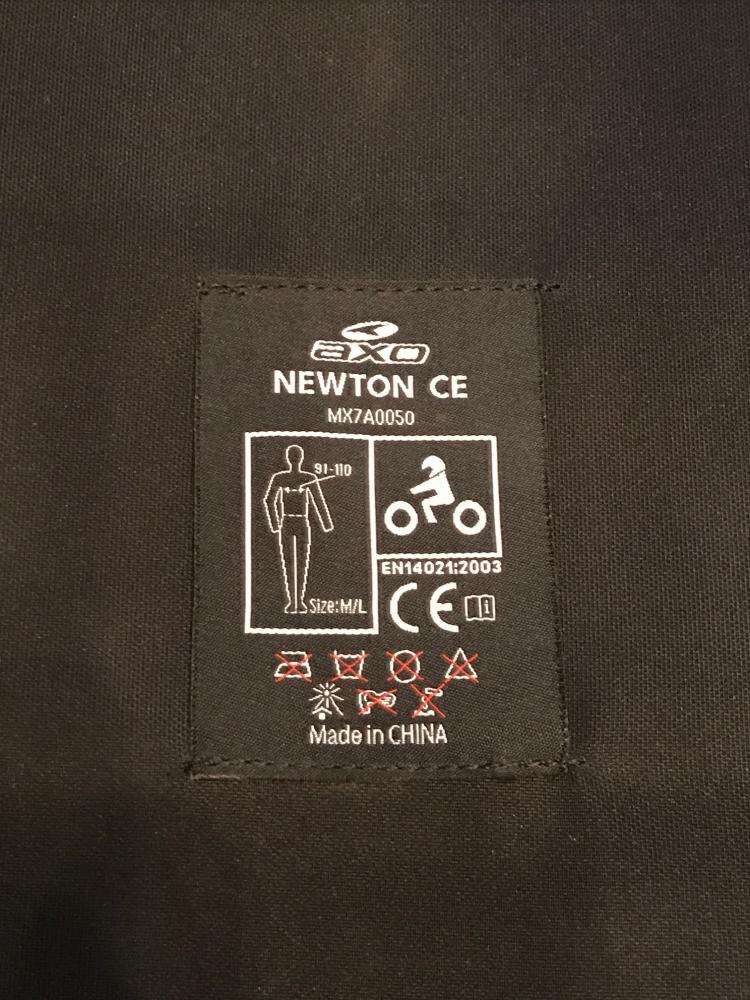 axo
NEWTON CE
MX7A0050
91-110
Size:M/L
EN14021:2003
CE
i
Made in CHINA